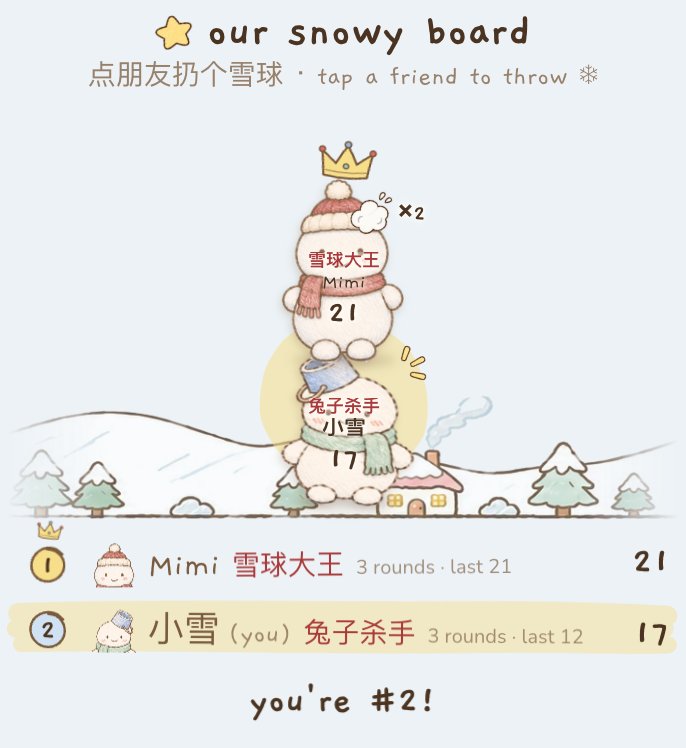 our snowy board
点朋友扔个雪球 · tap a friend to throw ❄
×2
雪球大王
Mimi
21
兔子杀手
小雪
17
1 Mimi 雪球大王 3 rounds · last 21 21
2 小雪 (you) 兔子杀手 3 rounds · last 12 17
you're #2!